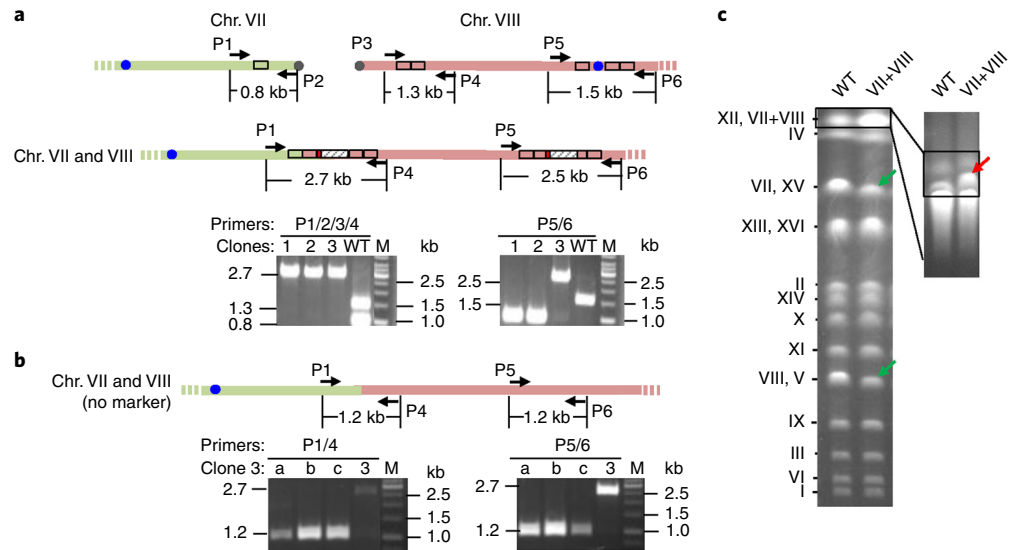 a
Chr. VII
Chr. VIII
P1
P2
0.8 kb
P3
P4
1.3 kb
P5
P6
1.5 kb
Chr. VII and VIII
P1
P4
2.7 kb
P5
P6
2.5 kb
Primers: P1/2/3/4
Clones: 1 2 3 WT M kb
2.7
1.3
0.8
2.5
1.5
1.0
P5/6
1 2 3 WT M kb
2.5
1.5
2.5
1.5
1.0
b
Chr. VII and VIII
(no marker)
P1
P4
1.2 kb
P5
P6
1.2 kb
Primers: P1/4
Clone 3: a b c 3 M kb
2.7
1.2
2.5
1.5
1.0
P5/6
a b c 3 M kb
2.7
1.2
2.5
1.5
1.0
c
WT VII+VIII
WT VII+VIII
XII, VII+VIII
IV
VII, XV
XIII, XVI
II
XIV
X
XI
VIII, V
IX
III
VI
I